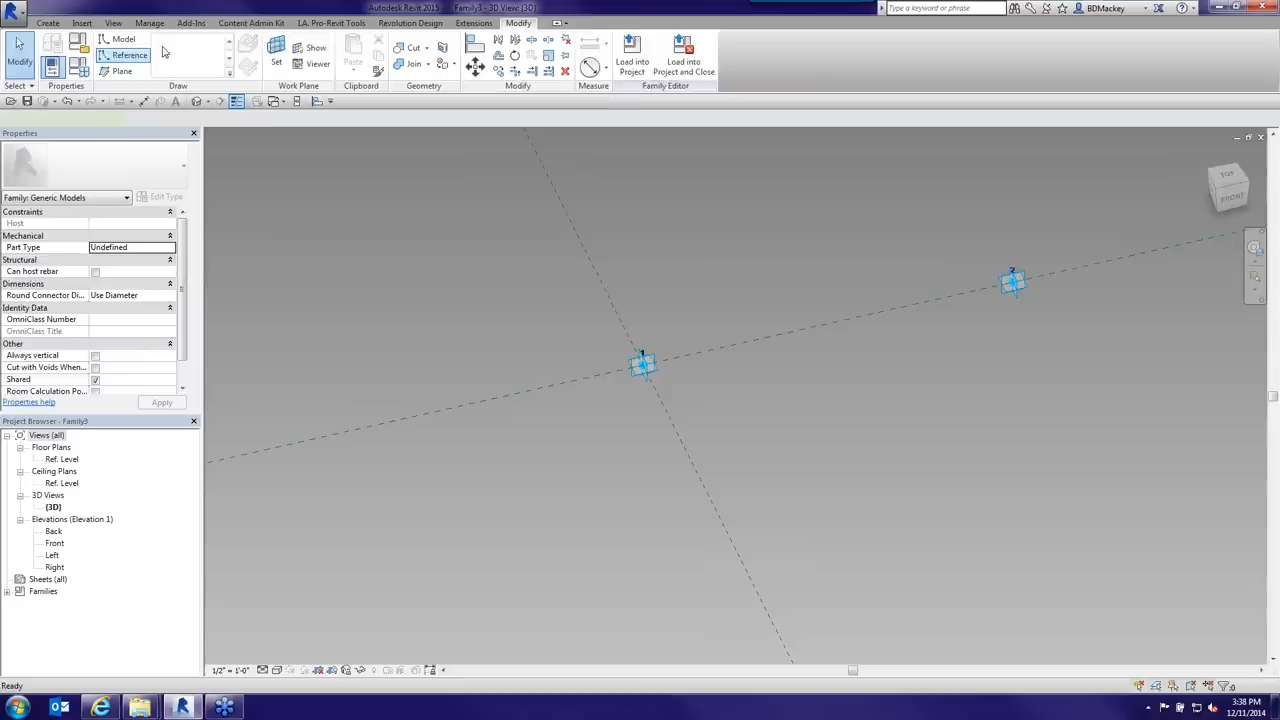 Autodesk Revit 2015 - Family3 - 3D View: {3D}
Type a keyword or phrase
BDMackey
Create Insert View Manage Add-Ins Content Admin Kit LA. Pro-Revit Tools Revolution Design Extensions Modify
Modify
Model
Reference
Plane
Set
Show
Viewer
Paste
Cut
Join
Load into Project
Load into Project and Close
Select Properties Draw Work Plane Clipboard Geometry Modify Measure Family Editor
Properties
Family: Generic Models
Edit Type
Constraints
Host
Mechanical
Part Type Undefined
Structural
Can host rebar
Dimensions
Round Connector Di... Use Diameter
Identity Data
OmniClass Number
OmniClass Title
Other
Always vertical
Cut with Voids When...
Shared
Room Calculation Po...
Properties help
Apply
Project Browser - Family3
Views (all)
Floor Plans
Ref. Level
Ceiling Plans
Ref. Level
3D Views
{3D}
Elevations (Elevation 1)
Back
Front
Left
Right
Sheets (all)
Families
TOP
FRONT
2
1
1/2" = 1'-0"
Ready
:0
3:38 PM
12/11/2014